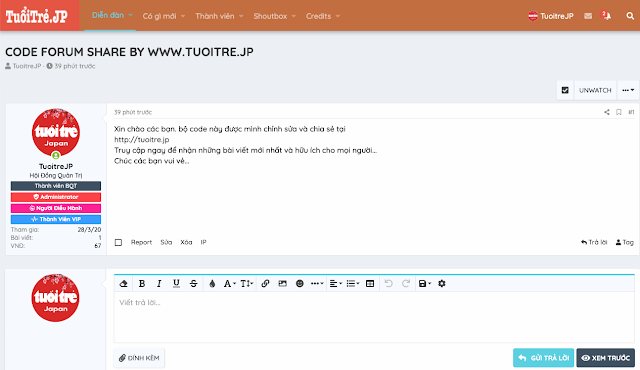 TuổiTrẻ.JP
Diễn đàn
Có gì mới
Thành viên
Shoutbox
Credits
TuoitreJP
CODE FORUM SHARE BY WWW.TUOITRE.JP
TuoitreJP · 39 phút trước
UNWATCH
39 phút trước
#1
tuổi trẻ
Japan
TuoitreJP
Hội Đồng Quản Trị
Thành viên BQT
Administrator
Người Điều Hành
Thành Viên VIP
Tham gia: 28/3/20
Bài viết: 1
VNĐ: 67
Xin chào các bạn. bộ code này được mình chỉnh sửa và chia sẻ tại
http://tuoitre.jp
Truy cập ngay để nhận những bài viết mới nhất và hữu ích cho mọi người...
Chúc các bạn vui vẻ...
Report Sửa Xóa IP
Trả lời Tag
tuổi trẻ
Japan
B I U S
Viết trả lời...
ĐÍNH KÈM
GỬI TRẢ LỜI
XEM TRƯỚC